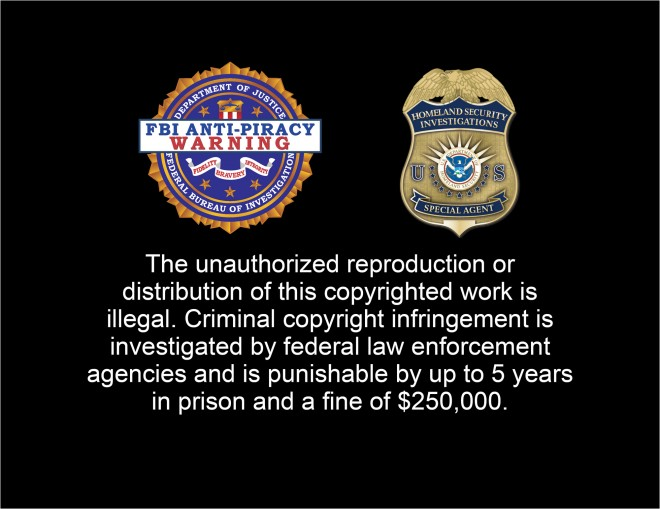 DEPARTMENT OF JUSTICE
FBI ANTI-PIRACY
WARNING
FIDELITY BRAVERY INTEGRITY
FEDERAL BUREAU OF INVESTIGATION
HOMELAND SECURITY
INVESTIGATIONS
U S
SPECIAL AGENT
The unauthorized reproduction or
distribution of this copyrighted work is
illegal. Criminal copyright infringement is
investigated by federal law enforcement
agencies and is punishable by up to 5 years
in prison and a fine of $250,000.